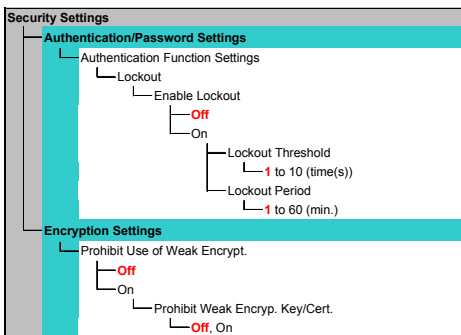 Security Settings
Authentication/Password Settings
Authentication Function Settings
Lockout
Enable Lockout
Off
On
Lockout Threshold
1 to 10 (time(s))
Lockout Period
1 to 60 (min.)
Encryption Settings
Prohibit Use of Weak Encrypt.
Off
On
Prohibit Weak Encryp. Key/Cert.
Off, On